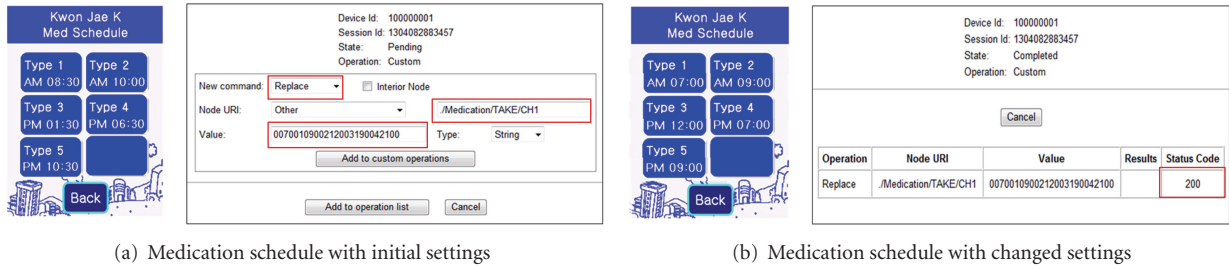 Kwon Jae K
Med Schedule
Type 1
AM 08:30
Type 2
AM 10:00
Type 3
PM 01:30
Type 4
PM 06:30
Type 5
PM 10:30
Back
Device Id: 100000001
Session Id: 1304082883457
State: Pending
Operation: Custom
New command: Replace Interior Node
Node URI: Other ./Medication/TAKE/CH1
Value: 0070010900212003190042100 Type: String
Add to custom operations
Add to operation list Cancel
(a) Medication schedule with initial settings
Kwon Jae K
Med Schedule
Type 1
AM 07:00
Type 2
AM 09:00
Type 3
PM 12:00
Type 4
PM 07:00
Type 5
PM 09:00
Back
Device Id: 100000001
Session Id: 1304082883457
State: Completed
Operation: Custom
Cancel
Operation Node URI Value Results Status Code
Replace ./Medication/TAKE/CH1 0070010900212003190042100 200
(b) Medication schedule with changed settings